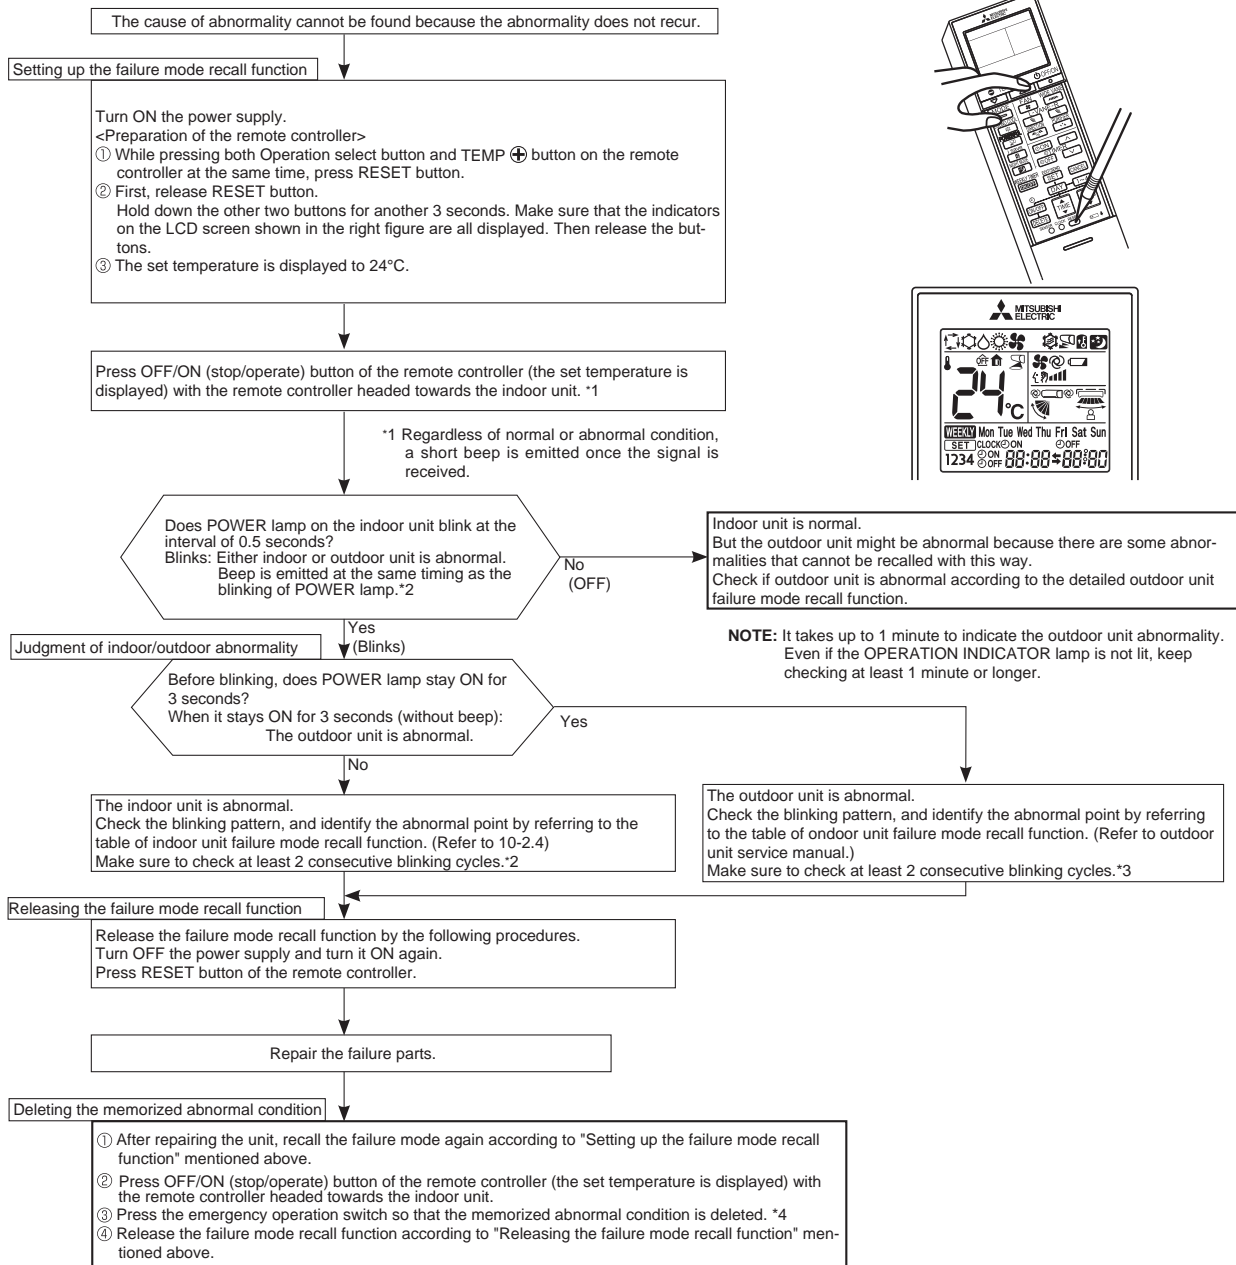 The cause of abnormality cannot be found because the abnormality does not recur.
Setting up the failure mode recall function
Turn ON the power supply.
<Preparation of the remote controller>
① While pressing both Operation select button and TEMP ⊕ button on the remote
controller at the same time, press RESET button.
② First, release RESET button.
Hold down the other two buttons for another 3 seconds. Make sure that the indicators
on the LCD screen shown in the right figure are all displayed. Then release the but-
tons.
③ The set temperature is displayed to 24°C.
MITSUBISHI
ELECTRIC
OFF
24°C
WEEKLY Mon Tue Wed Thu Fri Sat Sun
SET CLOCK ON OFF
1234 ON OFF 88:88 88:80
Press OFF/ON (stop/operate) button of the remote controller (the set temperature is
displayed) with the remote controller headed towards the indoor unit. *1
*1 Regardless of normal or abnormal condition,
a short beep is emitted once the signal is
received.
Does POWER lamp on the indoor unit blink at the
interval of 0.5 seconds?
Blinks: Either indoor or outdoor unit is abnormal.
Beep is emitted at the same timing as the
blinking of POWER lamp.*2
No
(OFF)
Indoor unit is normal.
But the outdoor unit might be abnormal because there are some abnor-
malities that cannot be recalled with this way.
Check if outdoor unit is abnormal according to the detailed outdoor unit
failure mode recall function.
NOTE: It takes up to 1 minute to indicate the outdoor unit abnormality.
Even if the OPERATION INDICATOR lamp is not lit, keep
checking at least 1 minute or longer.
Yes
(Blinks)
Judgment of indoor/outdoor abnormality
Before blinking, does POWER lamp stay ON for
3 seconds?
When it stays ON for 3 seconds (without beep):
The outdoor unit is abnormal.
Yes
No
The indoor unit is abnormal.
Check the blinking pattern, and identify the abnormal point by referring to the
table of indoor unit failure mode recall function. (Refer to 10-2.4)
Make sure to check at least 2 consecutive blinking cycles.*2
The outdoor unit is abnormal.
Check the blinking pattern, and identify the abnormal point by referring
to the table of ondoor unit failure mode recall function. (Refer to outdoor
unit service manual.)
Make sure to check at least 2 consecutive blinking cycles.*3
Releasing the failure mode recall function
Release the failure mode recall function by the following procedures.
Turn OFF the power supply and turn it ON again.
Press RESET button of the remote controller.
Repair the failure parts.
Deleting the memorized abnormal condition
① After repairing the unit, recall the failure mode again according to "Setting up the failure mode recall
function" mentioned above.
② Press OFF/ON (stop/operate) button of the remote controller (the set temperature is displayed) with
the remote controller headed towards the indoor unit.
③ Press the emergency operation switch so that the memorized abnormal condition is deleted. *4
④ Release the failure mode recall function according to "Releasing the failure mode recall function" men-
tioned above.